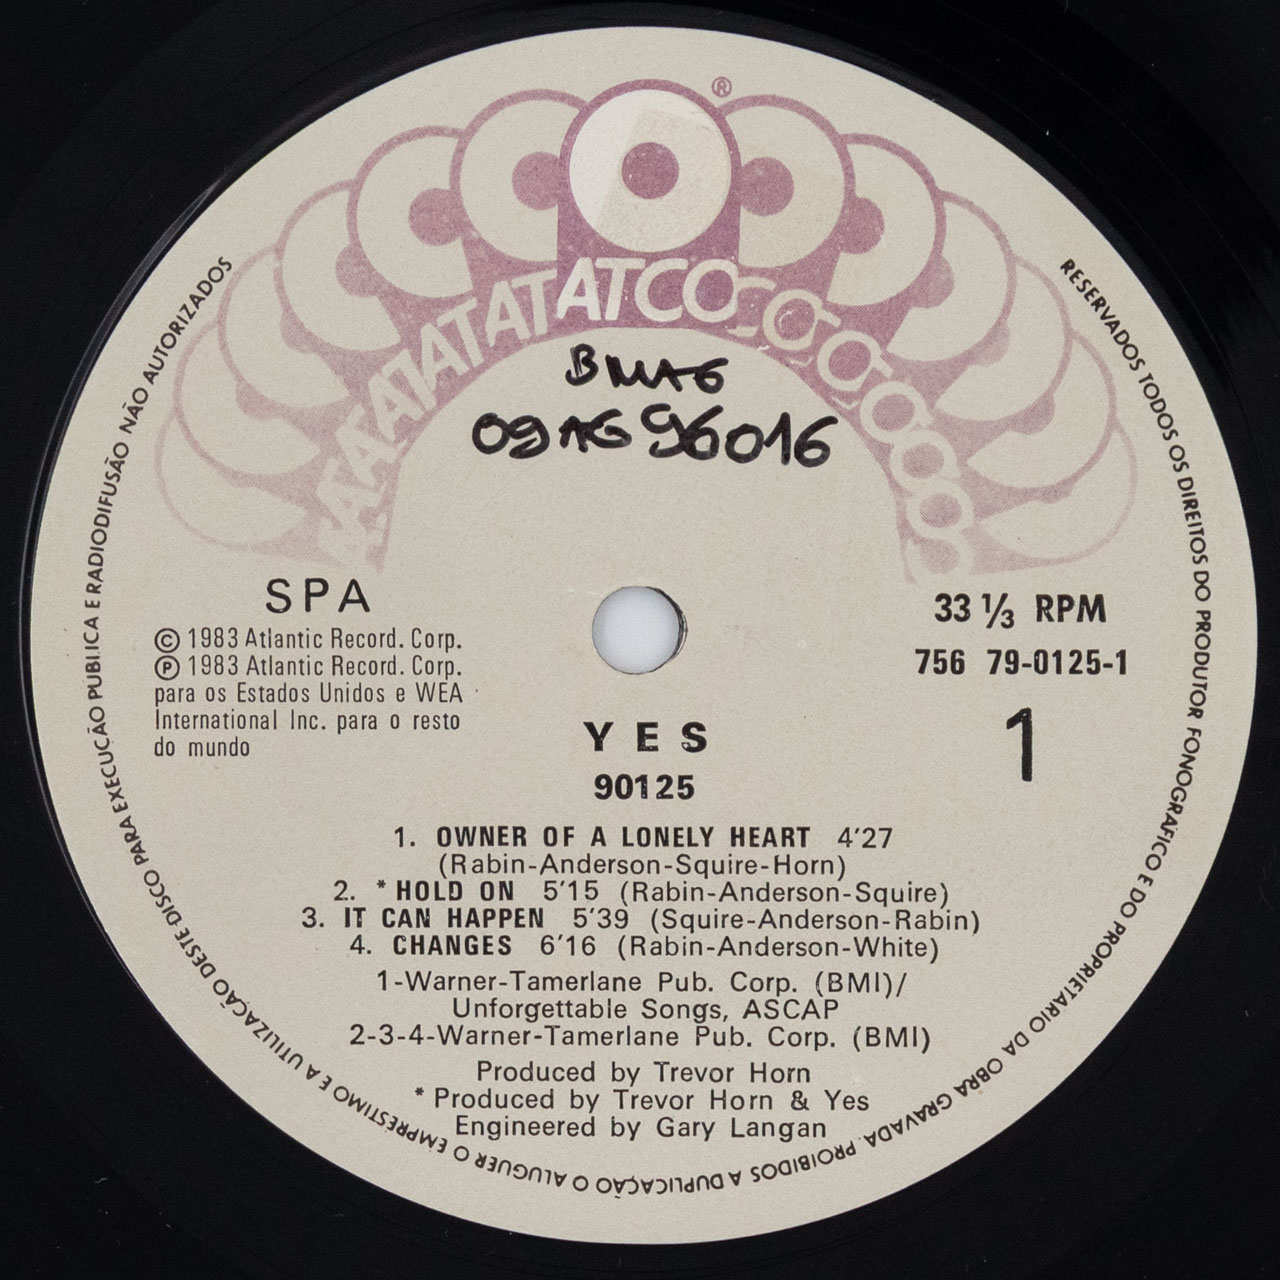 ®
ATCO
BMAG
09AG96016
SPA
© 1983 Atlantic Record. Corp.
℗ 1983 Atlantic Record. Corp.
para os Estados Unidos e WEA
International Inc. para o resto
do mundo
33 ⅓ RPM
756 79-0125-1
1
YES
90125
1. OWNER OF A LONELY HEART 4'27
(Rabin-Anderson-Squire-Horn)
2. *HOLD ON 5'15 (Rabin-Anderson-Squire)
3. IT CAN HAPPEN 5'39 (Squire-Anderson-Rabin)
4. CHANGES 6'16 (Rabin-Anderson-White)
1-Warner-Tamerlane Pub. Corp. (BMI)/
Unforgettable Songs, ASCAP
2-3-4-Warner-Tamerlane Pub. Corp. (BMI)
Produced by Trevor Horn
* Produced by Trevor Horn & Yes
Engineered by Gary Langan
RESERVADOS TODOS OS DIREITOS DO PRODUTOR FONOGRÁFICO E DO PROPRIETARIO DA OBRA GRAVADA. PROIBIDOS A DUPLICAÇÃO O ALUGUER O EMPRESTIMO E A UTILIZAÇÃO DESTE DISCO PARA EXECUÇÃO PUBLICA E RADIODIFUSÃO NÃO AUTORIZADOS